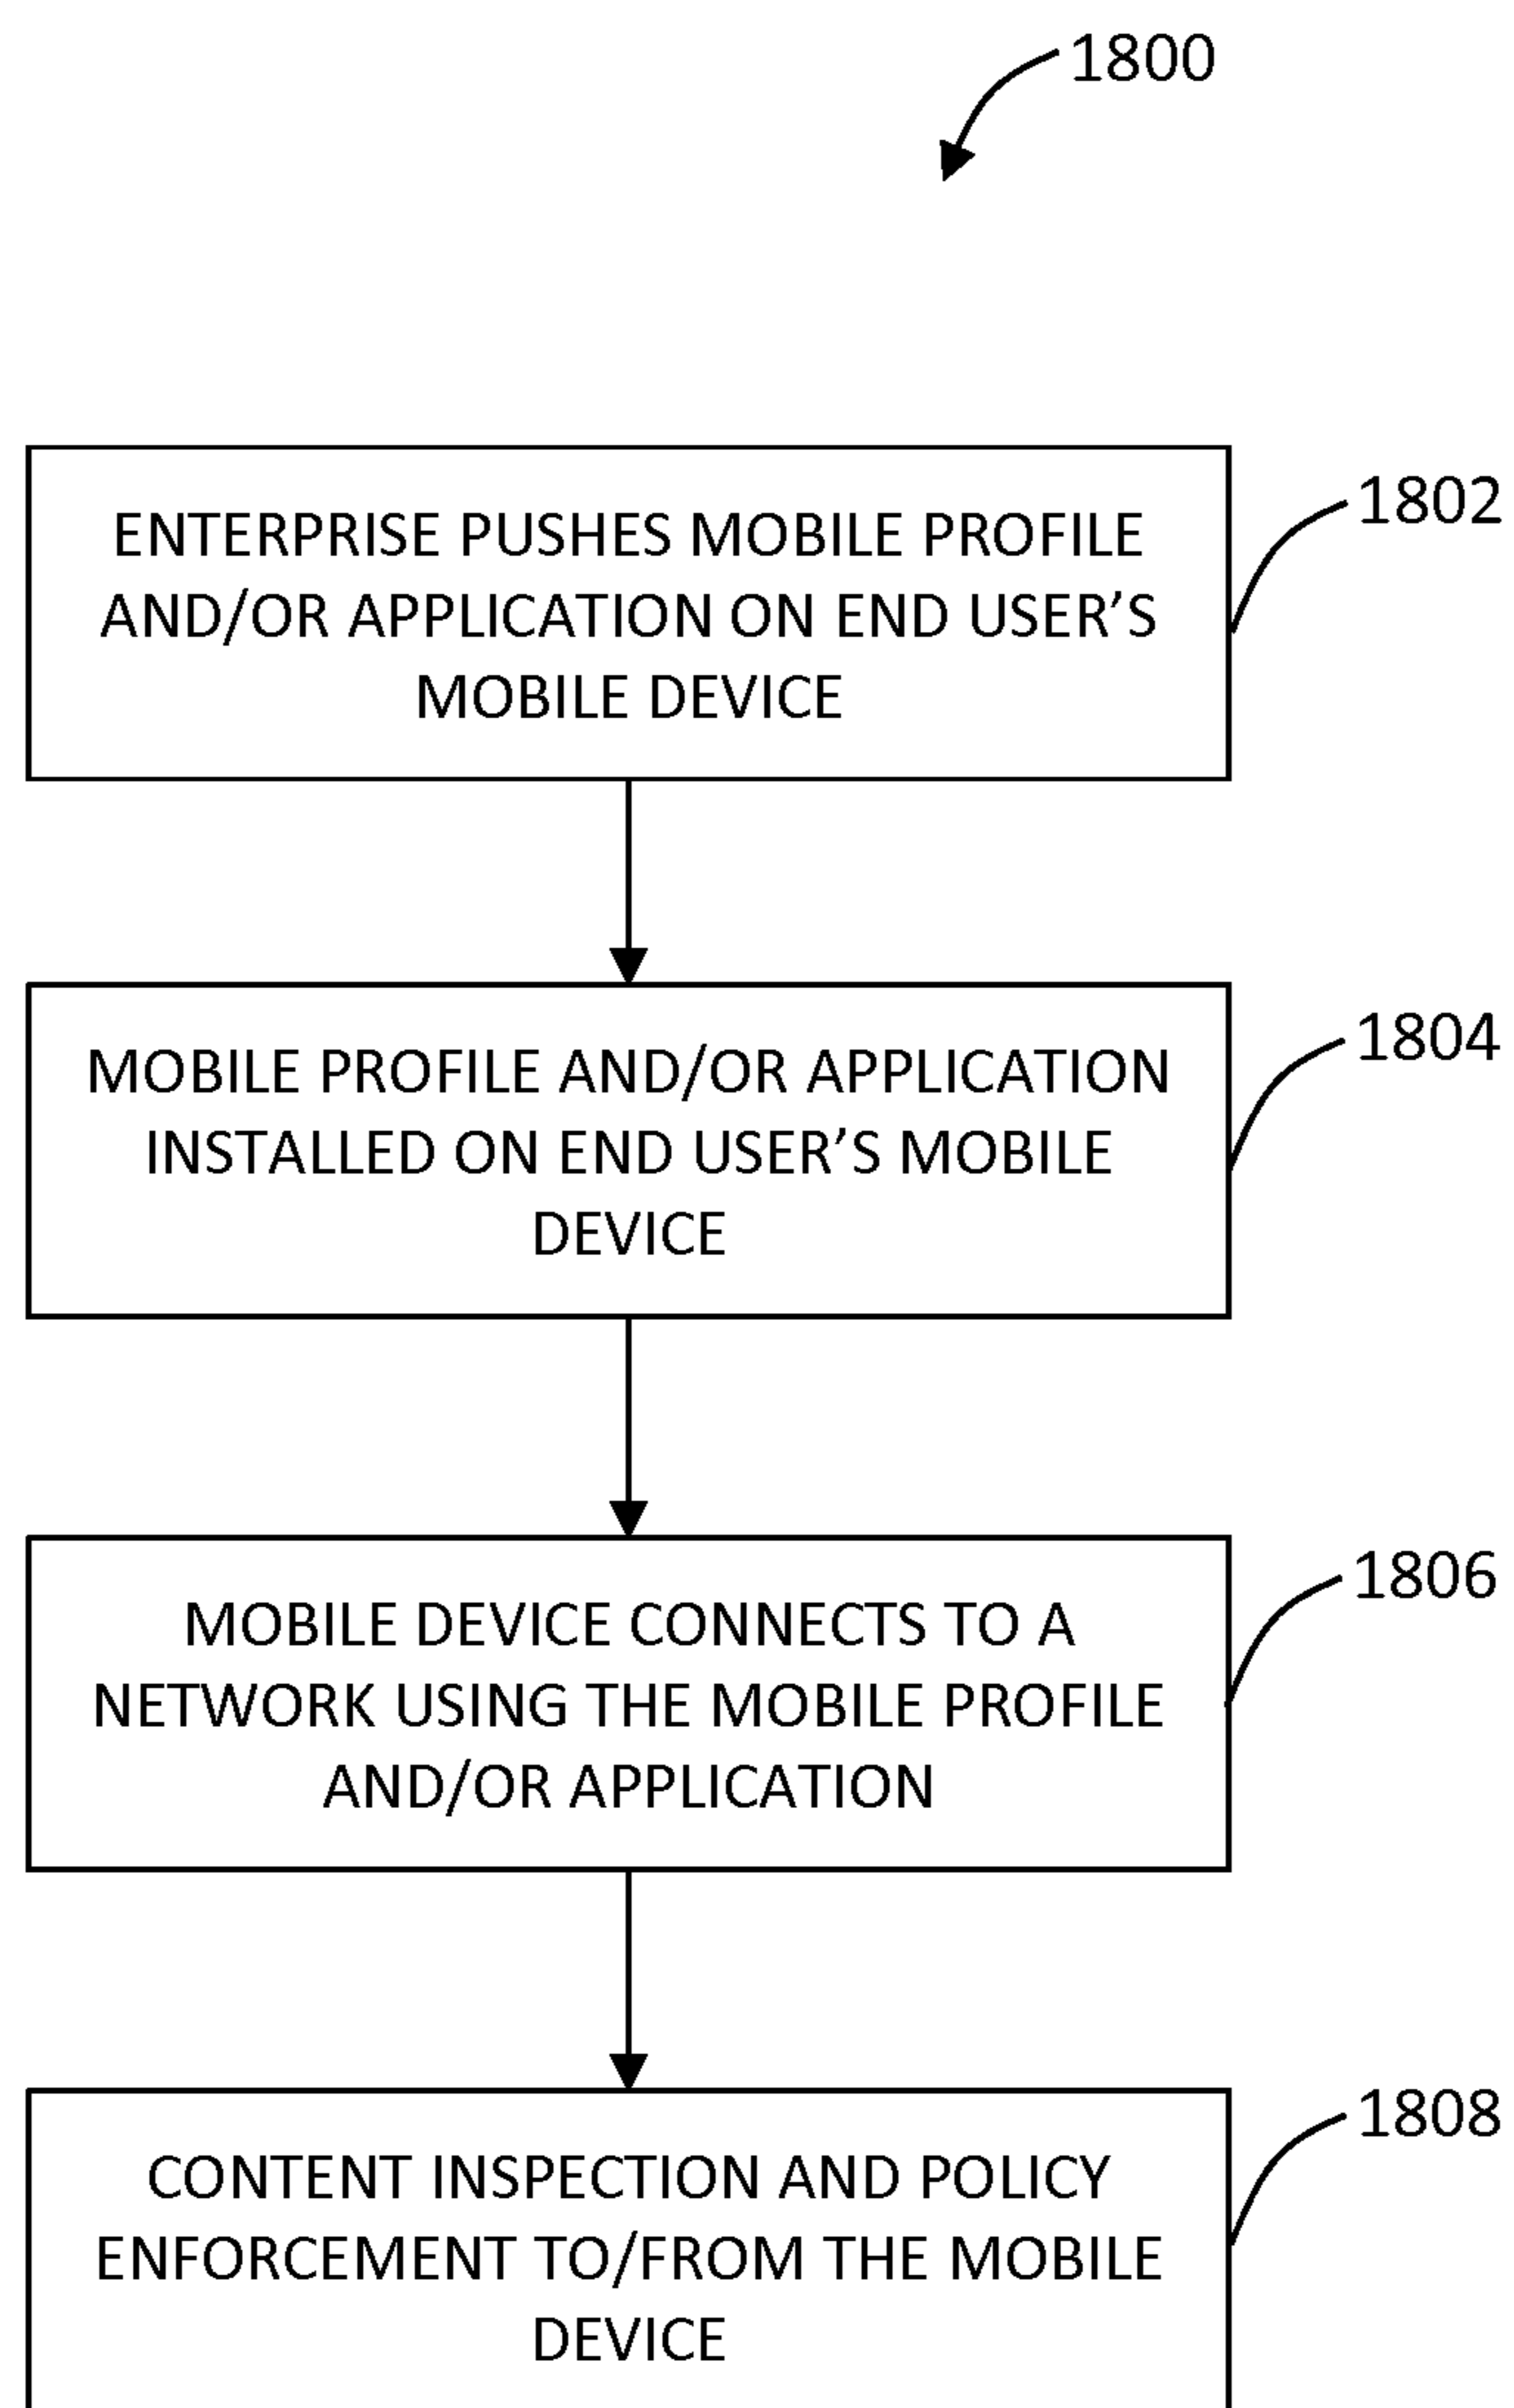 1800
1802
ENTERPRISE PUSHES MOBILE PROFILE
AND/OR APPLICATION ON END USER’S
MOBILE DEVICE
1804
MOBILE PROFILE AND/OR APPLICATION
INSTALLED ON END USER’S MOBILE
DEVICE
1806
MOBILE DEVICE CONNECTS TO A
NETWORK USING THE MOBILE PROFILE
AND/OR APPLICATION
1808
CONTENT INSPECTION AND POLICY
ENFORCEMENT TO/FROM THE MOBILE
DEVICE